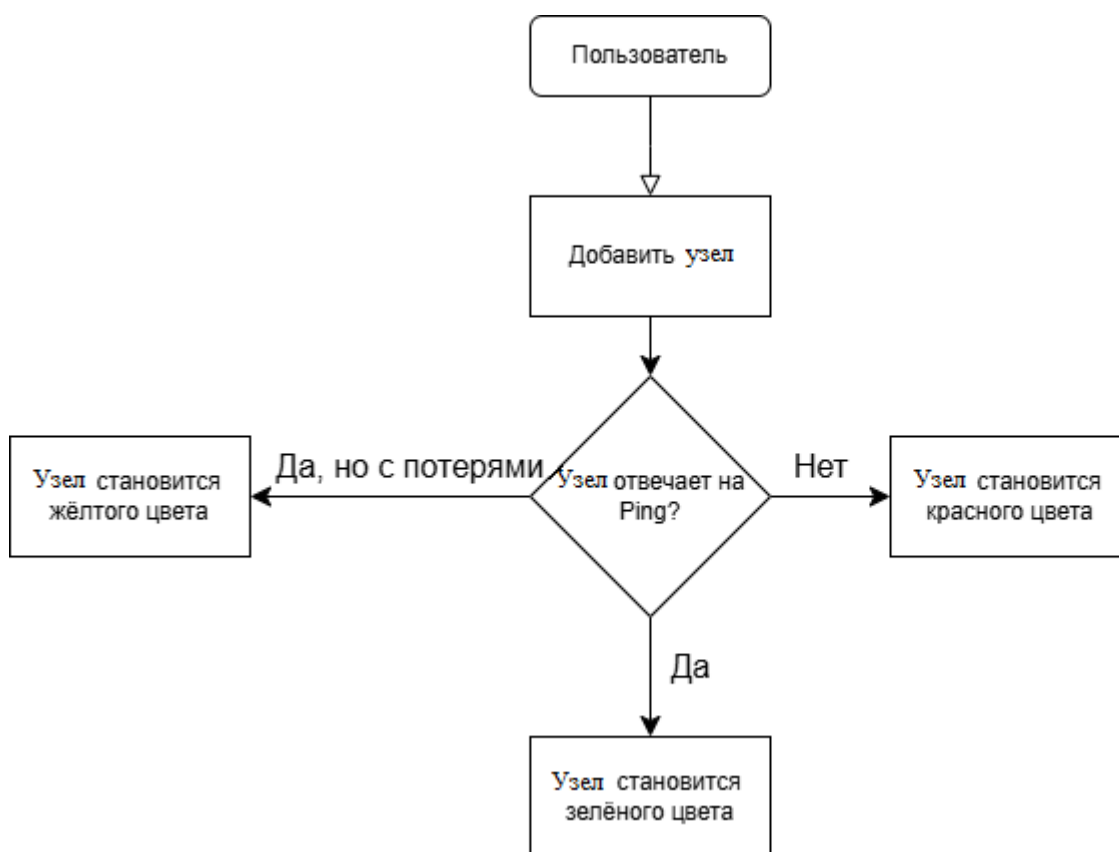 Пользователь
Добавить узел
Да, но с потерями
Узел отвечает на
Ping?
Нет
Узел становится
жёлтого цвета
Узел становится
красного цвета
Да
Узел становится
зелёного цвета